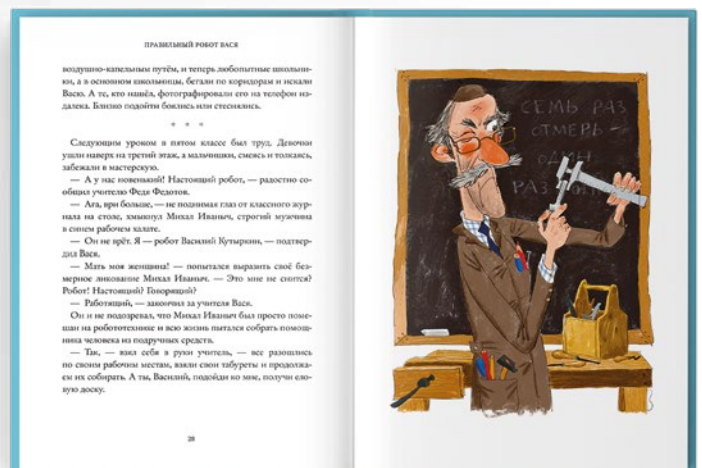 ПРАВИЛЬНЫЙ РОБОТ ВАСЯ
воздушно-капельным путём, и теперь любопытные школьни-
ки, а в основном школьницы, бегали по коридорам и искали
Васю. А те, кто нашёл, фотографировали его на телефон из-
далека. Близко подойти боялись или стеснялись.
* * *
Следующим уроком в пятом классе был труд. Девочки
ушли наверх на третий этаж, а мальчишки, смеясь и толкаясь,
забежали в мастерскую.
— А у нас новенький! Настоящий робот, — радостно со-
общил учителю Федя Федотов.
— Ага, ври больше, — не поднимая глаз от классного жур-
нала на столе, хмыкнул Михал Иваныч, строгий мужчина
в синем рабочем халате.
— Он не врёт. Я — робот Василий Кутыркин, — подтвер-
дил Вася.
— Мать моя женщина! — попытался выразить своё без-
мерное ликование Михал Иваныч. — Это мне не снится?
Робот! Настоящий? Говорящий?
— Работящий, — закончил за учителя Вася.
Он и не подозревал, что Михал Иваныч был просто поме-
шан на робототехнике и всю жизнь пытался собрать помощ-
ника человека из подручных средств.
— Так, — взял себя в руки учитель, — все разошлись
по своим рабочим местам, взяли свои табуреты и продолжа-
ем их собирать. А ты, Василий, подойди ко мне, получи ело-
вую доску.
28
СЕМЬ РАЗ
ОТМЕРЬ –
ОДИН
РАЗ